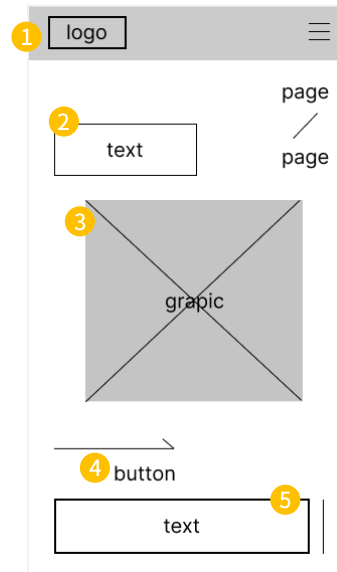 1
logo
page
2
text
page
3
grapic
4
button
5
text